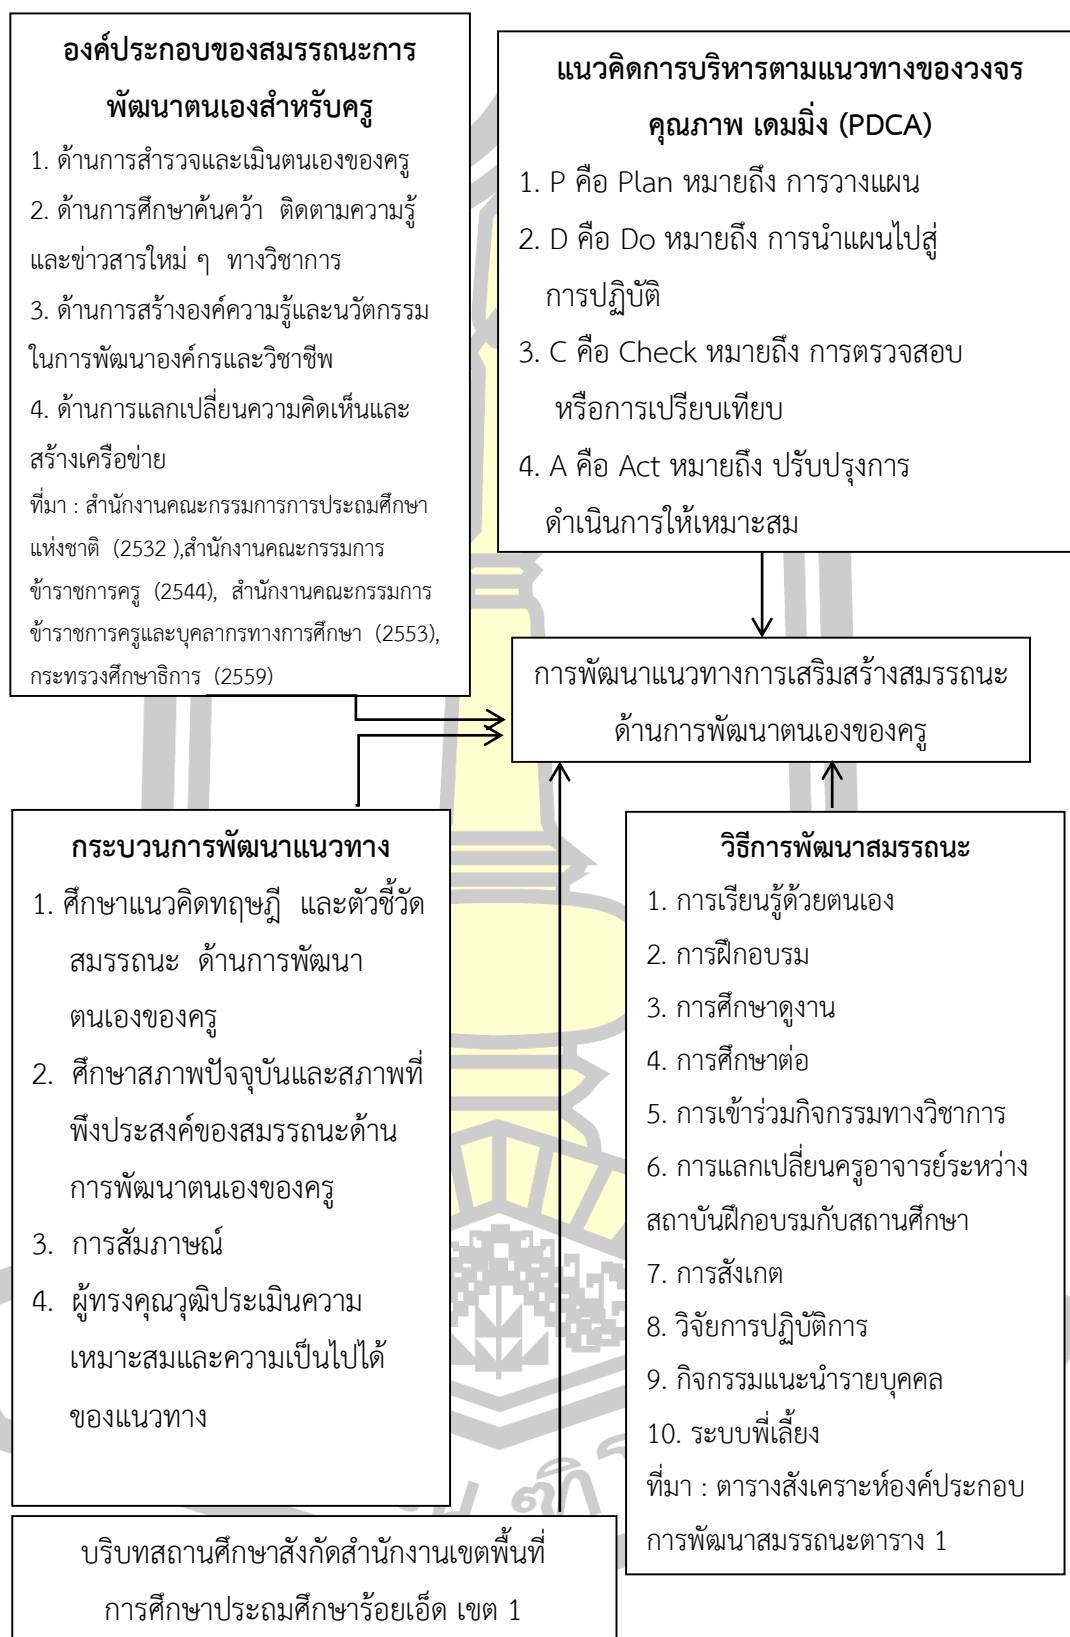 องค์ประกอบของสมรรถนะการ
พัฒนาตนเองสำหรับครู
1. ด้านการสำรวจและเมินตนเองของครู
2. ด้านการศึกษาค้นคว้า ติดตามความรู้
และข่าวสารใหม่ ๆ ทางวิชาการ
3. ด้านการสร้างองค์ความรู้และนวัตกรรม
ในการพัฒนาองค์กรและวิชาชีพ
4. ด้านการแลกเปลี่ยนความคิดเห็นและ
สร้างเครือข่าย
ที่มา : สำนักงานคณะกรรมการการประถมศึกษา
แห่งชาติ (2532 ),สำนักงานคณะกรรมการ
ข้าราชการครู (2544), สำนักงานคณะกรรมการ
ข้าราชการครูและบุคลากรทางการศึกษา (2553),
กระทรวงศึกษาธิการ (2559)
แนวคิดการบริหารตามแนวทางของวงจร
คุณภาพ เดมมิ่ง (PDCA)
1. P คือ Plan หมายถึง การวางแผน
2. D คือ Do หมายถึง การนำแผนไปสู่
การปฏิบัติ
3. C คือ Check หมายถึง การตรวจสอบ
หรือการเปรียบเทียบ
4. A คือ Act หมายถึง ปรับปรุงการ
ดำเนินการให้เหมาะสม
การพัฒนาแนวทางการเสริมสร้างสมรรถนะ
ด้านการพัฒนาตนเองของครู
กระบวนการพัฒนาแนวทาง
1. ศึกษาแนวคิดทฤษฎี และตัวชี้วัด
สมรรถนะ ด้านการพัฒนา
ตนเองของครู
2. ศึกษาสภาพปัจจุบันและสภาพที่
พึงประสงค์ของสมรรถนะด้าน
การพัฒนาตนเองของครู
3. การสัมภาษณ์
4. ผู้ทรงคุณวุฒิประเมินความ
เหมาะสมและความเป็นไปได้
ของแนวทาง
วิธีการพัฒนาสมรรถนะ
1. การเรียนรู้ด้วยตนเอง
2. การฝึกอบรม
3. การศึกษาดูงาน
4. การศึกษาต่อ
5. การเข้าร่วมกิจกรรมทางวิชาการ
6. การแลกเปลี่ยนครูอาจารย์ระหว่าง
สถาบันฝึกอบรมกับสถานศึกษา
7. การสังเกต
8. วิจัยการปฏิบัติการ
9. กิจกรรมแนะนำรายบุคคล
10. ระบบพี่เลี้ยง
ที่มา : ตารางสังเคราะห์องค์ประกอบ
การพัฒนาสมรรถนะตาราง 1
บริบทสถานศึกษาสังกัดสำนักงานเขตพื้นที่
การศึกษาประถมศึกษาร้อยเอ็ด เขต 1